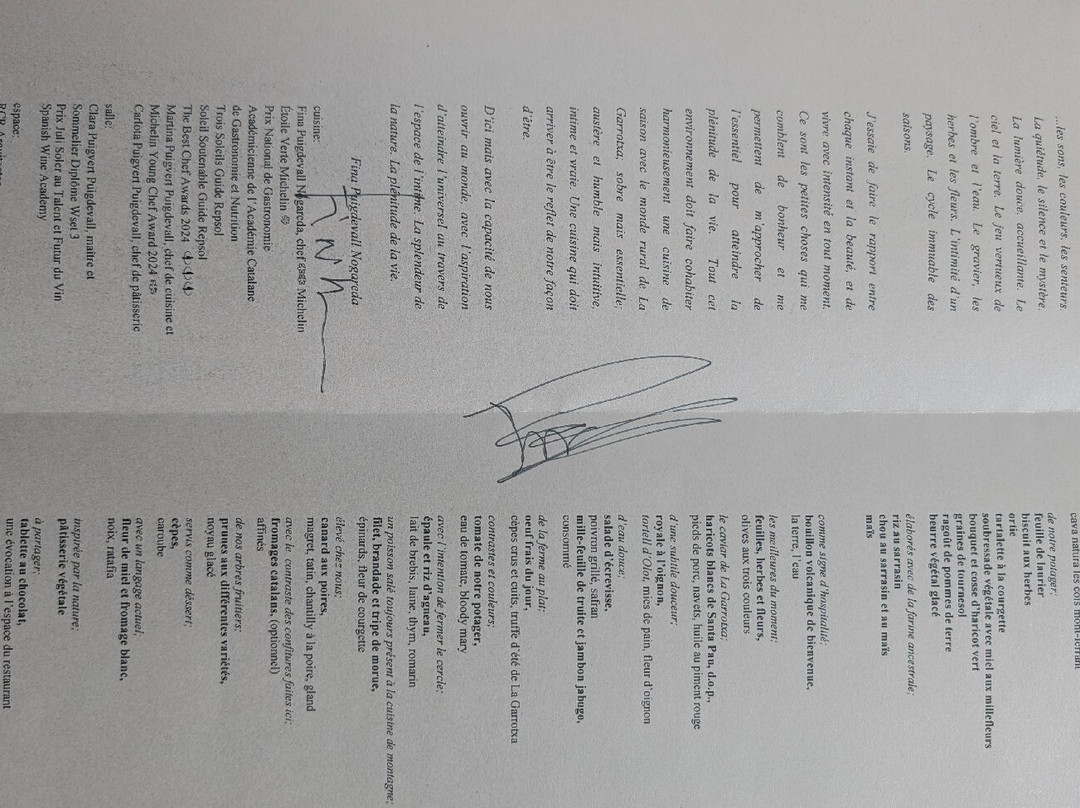 ...les sons, les couleurs, les senteurs.
La quiétude, le silence et le mystère.
La lumière douce, accueillante. Le
ciel et la terre. Le jeu vertueux de
l'ombre et l'eau. Le gravier, les
herbes et les fleurs. L'intimité d'un
paysage. Le cycle immuable des
saisons.
J'essaie de faire le rapport entre
chaque instant et la beauté, et de
vivre avec intensité en tout moment.
Ce sont les petites choses qui me
comblent de bonheur et me
permettent de m'approcher de
l'essentiel pour atteindre la
plénitude de la vie. Tout cet
environnement doit faire cohabiter
harmonieusement une cuisine de
saison avec le monde rural de La
Garrotxa, sobre mais essentielle;
austère et humble mais intuitive,
intime et vraie. Une cuisine qui doit
arriver à être le reflet de notre façon
d'être.
D'ici mais avec la capacité de nous
ouvrir au monde, avec l'aspiration
d'atteindre l'universel au travers de
l'espace de l'infime. La splendeur de
la nature. La plénitude de la vie.
Fina Puigdevall Nogareda
cuisine:
Fina Puigdevall Nogareda, chef Michelin
Étoile Verte Michelin
Prix National de Gastronomie
Académisienne de l'Académie Catalane
de Gastronomie et Nutrition
Trois Soleils Guide Repsol
Soleil Soutenable Guide Repsol
The Best Chef Awards 2024
Martina Puigvert Puigdevall, chef de cuisine et
Michelin Young Chef Award 2024
Carlota Puigvert Puigdevall, chef de pâtisserie
salle:
Clara Puigvert Puigdevall, maître et
Sommelier Diplôme Wset 3
Prix Juli Soler au Talent et Futur du Vin
Spanish Wine Academy
espace:
RCR
cava natura les cols
de notre potager;
feuille de laurier
biscuit aux herbes
ortie
tartelette à la courgette
soubressade végétale avec miel aux millefleurs
bouquet et cosse d'haricot vert
graines de tournesol
ragoût de pommes de terre
beurre végétal glacé
élaborés avec de la farine ancestrale;
riz au sarrasin
chou au sarrasin et au maïs
maïs
comme signe d'hospitalité;
bouillon volcanique de bienvenue,
la terre, l'eau
les meilleures du moment;
feuilles, herbes et fleurs,
olives aux trois couleurs
le caviar de La Garrotxa;
haricots blancs de Santa Pau, d.o.p.,
pieds de porc, navets, huile au piment rouge
d'une subtile douceur;
royale à l'oignon,
tortell d'Olot, mies de pain, fleur d'oignon
d'eau douce;
salade d'écrevisse,
poivron grillé, safran
mille-feuille de truite et jambon jabugo,
consommé
de la ferme au plat;
oeuf frais du jour,
cèpes crus et cuits, truffe d'été de La Garrotxa
contrastes et couleurs;
tomate de notre potager,
eau de tomate, bloody mary
avec l'intention de fermer le cercle;
épaule et riz d'agneau,
lait de brebis, laine, thym, romarin
un poisson salé toujours présent à la cuisine de montagne;
filet, brandade et tripe de morue,
épinards, fleur de courgette
élevé chez nous;
canard aux poires,
magret, tatin, chantilly à la poire, gland
avec le contraste des confitures faites ici;
fromages catalans, (optionnel)
affinés
de nos arbres fruitiers;
prunes aux différentes variétés,
noyau glacé
servis comme dessert;
cèpes,
caroube
avec un langage actuel;
fleur de miel et fromage blanc,
noix, ratafia
inspirés par la nature;
pâtisserie végétale
à partager;
tablette au chocolat,
une évocation à l'espace du restaurant